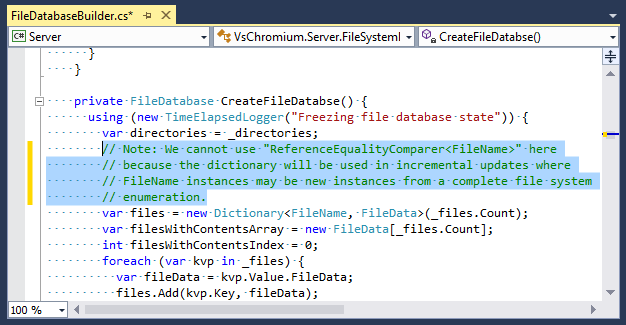 FileDatabaseBuilder.cs*
C# Server
VsChromium.Server.FileSystemI
CreateFileDatabse()
}
}
private FileDatabase CreateFileDatabse() {
using (new TimeElapsedLogger("Freezing file database state")) {
var directories = _directories;
// Note: We cannot use "ReferenceEqualityComparer<FileName>" here
// because the dictionary will be used in incremental updates where
// FileName instances may be new instances from a complete file system
// enumeration.
var files = new Dictionary<FileName, FileData>(_files.Count);
var filesWithContentsArray = new FileData[_files.Count];
int filesWithContentsIndex = 0;
foreach (var kvp in _files) {
var fileData = kvp.Value.FileData;
files.Add(kvp.Key, fileData);
100 %